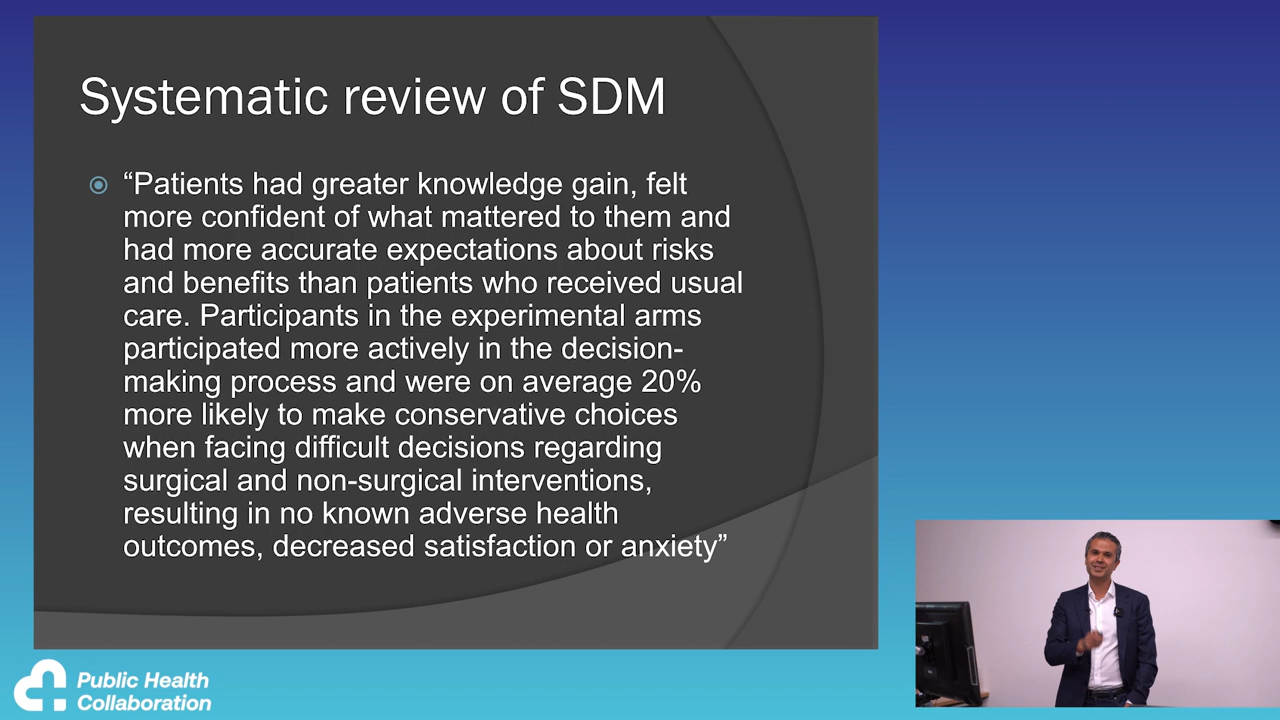 Systematic review of SDM
“Patients had greater knowledge gain, felt
more confident of what mattered to them and
had more accurate expectations about risks
and benefits than patients who received usual
care. Participants in the experimental arms
participated more actively in the decision-
making process and were on average 20%
more likely to make conservative choices
when facing difficult decisions regarding
surgical and non-surgical interventions,
resulting in no known adverse health
outcomes, decreased satisfaction or anxiety”
Public Health
Collaboration